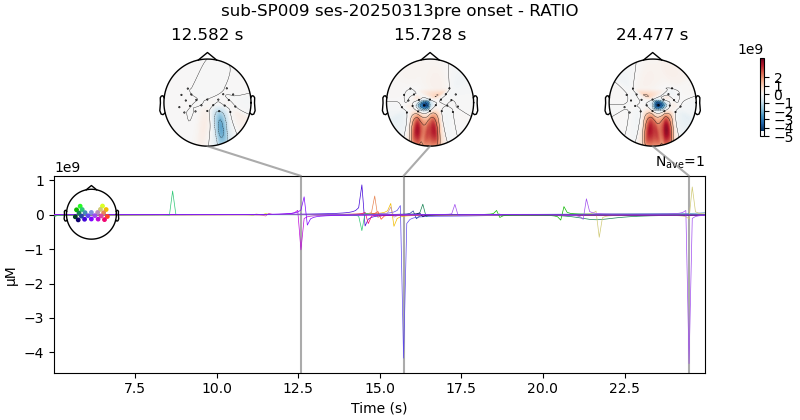 sub-SP009 ses-20250313pre onset - RATIO
12.582 s
15.728 s
24.477 s
1e9
2
1
0
−1
−2
−3
−4
−5
Nave=1
1e9
1
0
−1
−2
−3
−4
µM
7.5
10.0
12.5
15.0
17.5
20.0
22.5
Time (s)